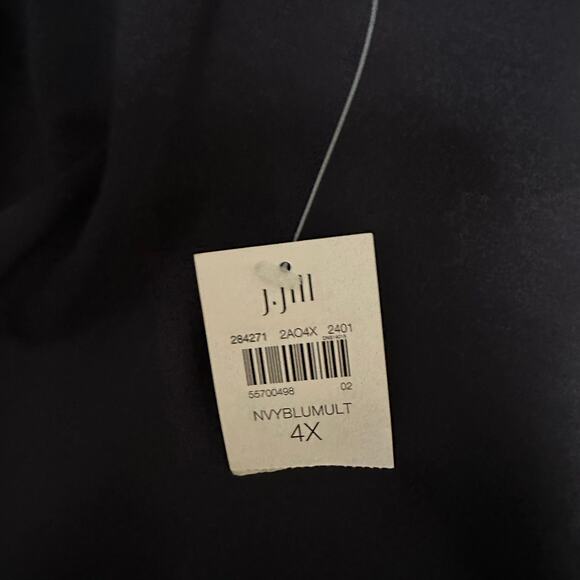 J.Jill
284271 2AO4X 2401
55700498 02
NVYBLUMULT
4X